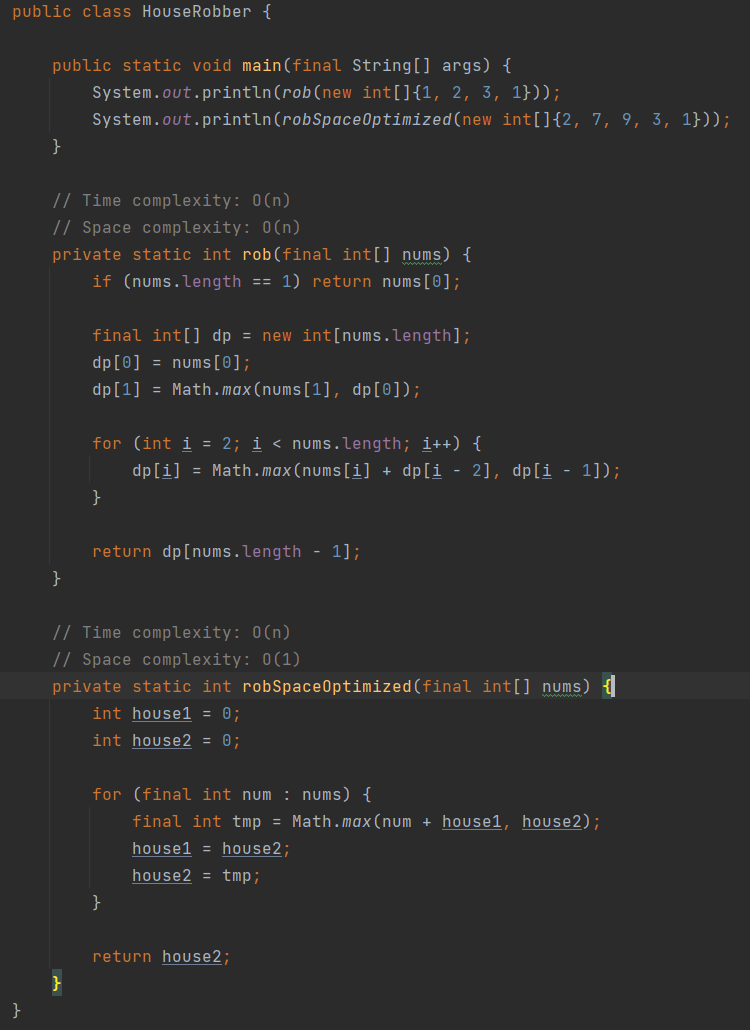 public class HouseRobber {
    public static void main(final String[] args) {
        System.out.println(rob(new int[]{1, 2, 3, 1}));
        System.out.println(robSpaceOptimized(new int[]{2, 7, 9, 3, 1}));
    }
    // Time complexity: O(n)
    // Space complexity: O(n)
    private static int rob(final int[] nums) {
        if (nums.length == 1) return nums[0];
        final int[] dp = new int[nums.length];
        dp[0] = nums[0];
        dp[1] = Math.max(nums[1], dp[0]);
        for (int i = 2; i < nums.length; i++) {
            dp[i] = Math.max(nums[i] + dp[i - 2], dp[i - 1]);
        }
        return dp[nums.length - 1];
    }
    // Time complexity: O(n)
    // Space complexity: O(1)
    private static int robSpaceOptimized(final int[] nums) {
        int house1 = 0;
        int house2 = 0;
        for (final int num : nums) {
            final int tmp = Math.max(num + house1, house2);
            house1 = house2;
            house2 = tmp;
        }
        return house2;
    }
}